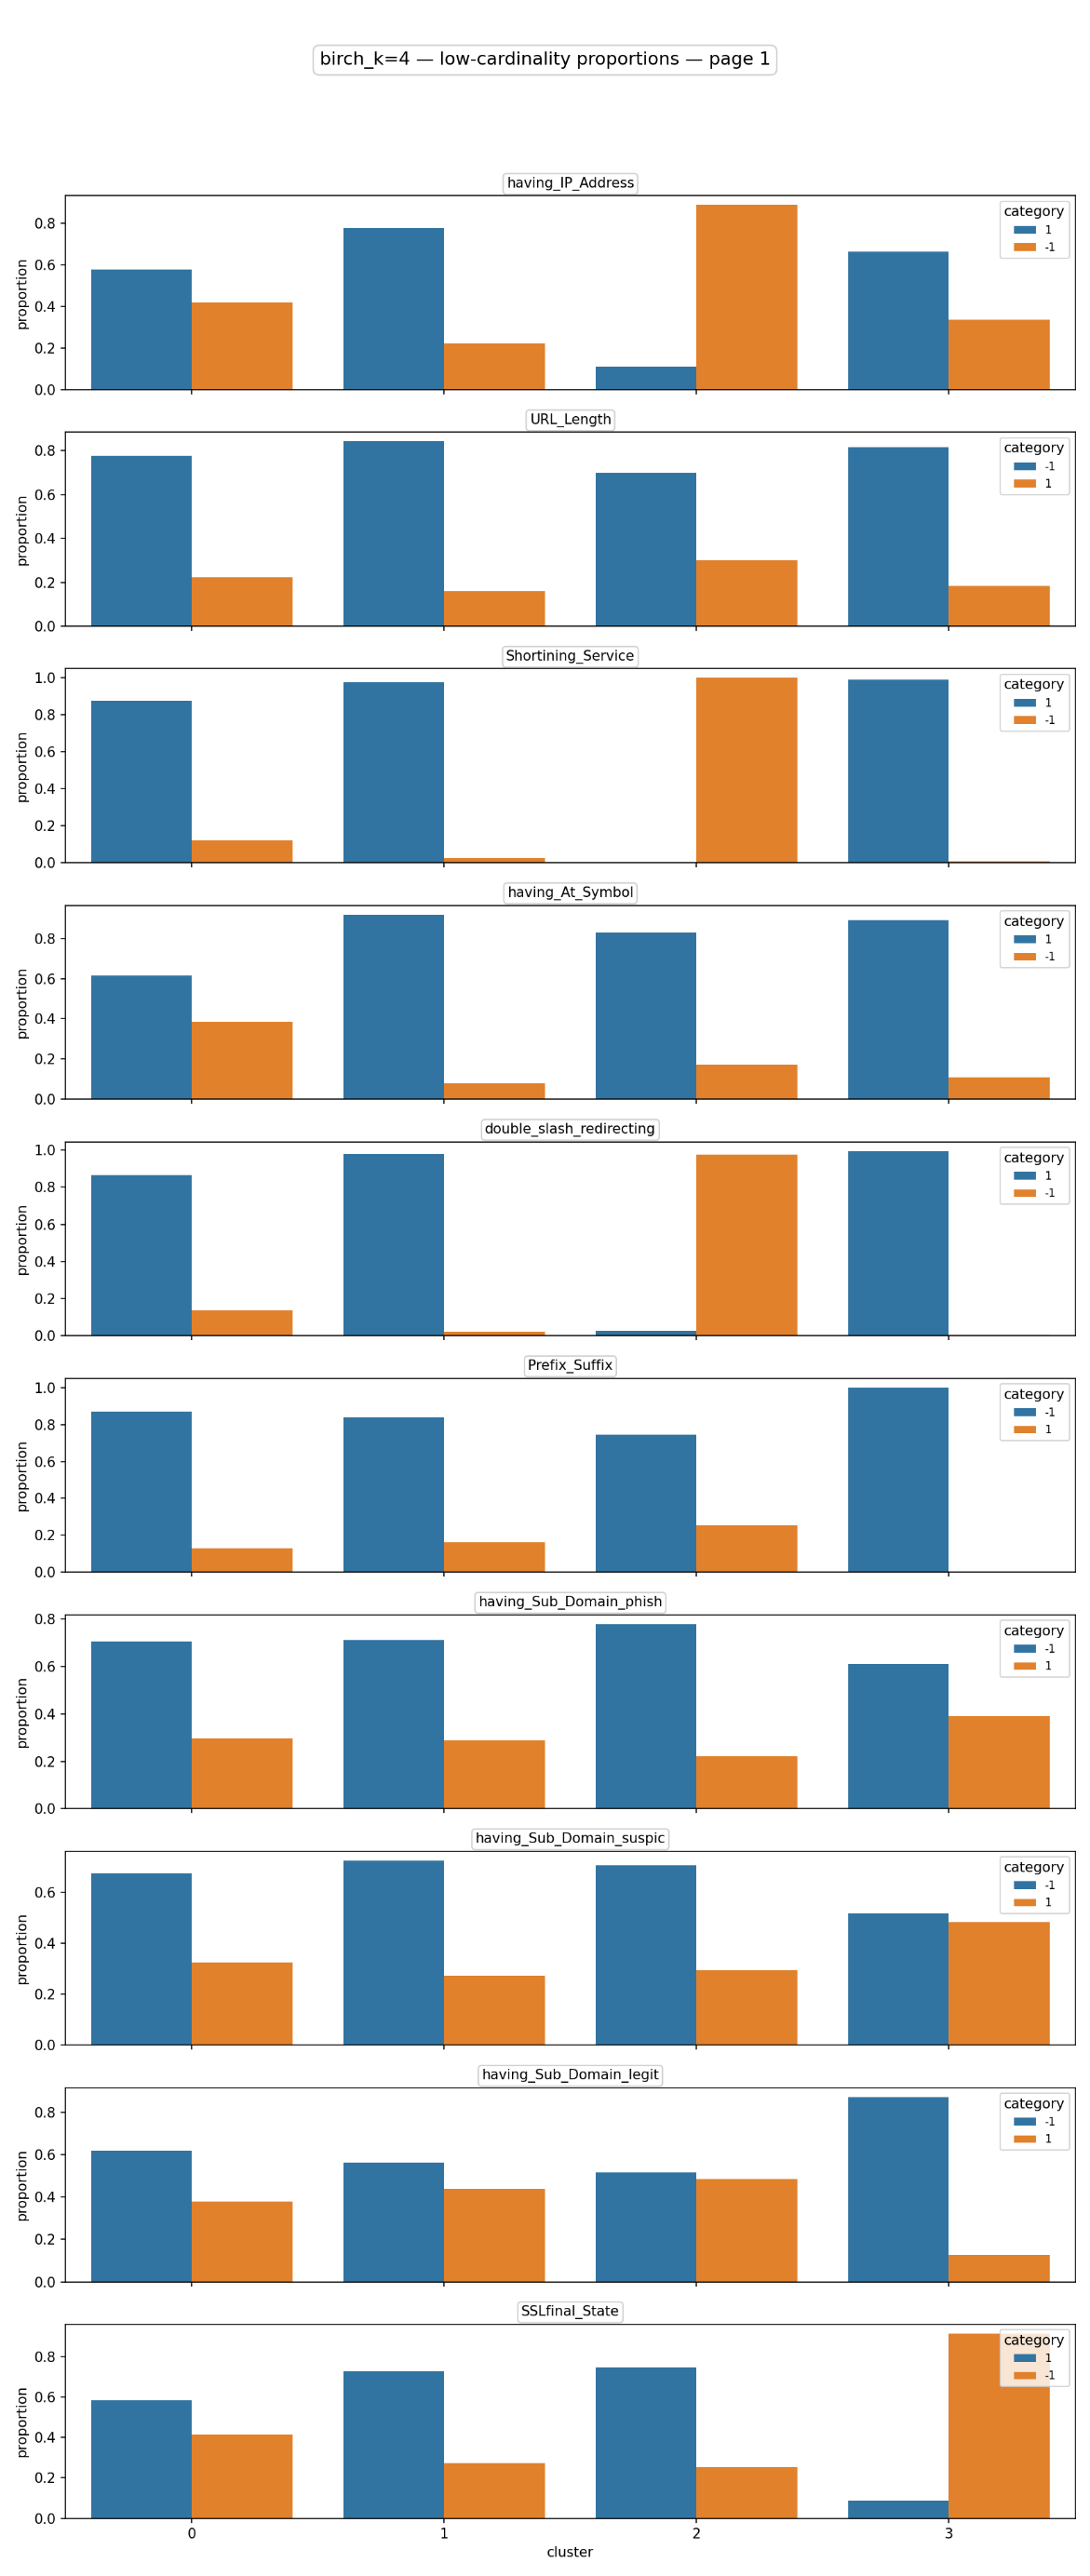 birch_k=4 — low-cardinality proportions — page 1
having_IP_Address
proportion
0.8
0.6
0.4
0.2
0.0
category
1
-1
URL_Length
proportion
0.8
0.6
0.4
0.2
0.0
category
-1
1
Shortining_Service
proportion
1.0
0.8
0.6
0.4
0.2
0.0
category
1
-1
having_At_Symbol
proportion
0.8
0.6
0.4
0.2
0.0
category
1
-1
double_slash_redirecting
proportion
1.0
0.8
0.6
0.4
0.2
0.0
category
1
-1
Prefix_Suffix
proportion
1.0
0.8
0.6
0.4
0.2
0.0
category
-1
1
having_Sub_Domain_phish
proportion
0.8
0.6
0.4
0.2
0.0
category
-1
1
having_Sub_Domain_suspic
proportion
0.6
0.4
0.2
0.0
category
-1
1
having_Sub_Domain_legit
proportion
0.8
0.6
0.4
0.2
0.0
category
-1
1
SSLfinal_State
proportion
0.8
0.6
0.4
0.2
0.0
category
1
-1
0 1 2 3
cluster